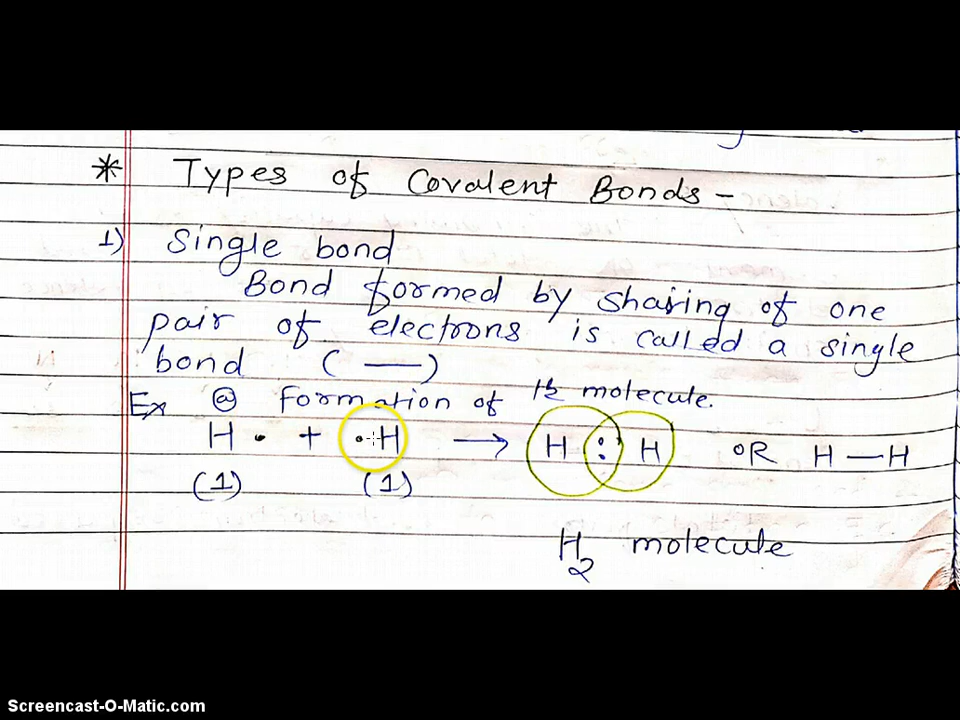 * Types of Covalent Bonds -
1) Single bond
Bond formed by sharing of one
pair of electrons is called a single
bond ( — )
Ex ⓐ Formation of H2 molecule.
H • + • H → H : H OR H — H
(1) (1)
H2 molecule
Screencast-O-Matic.com